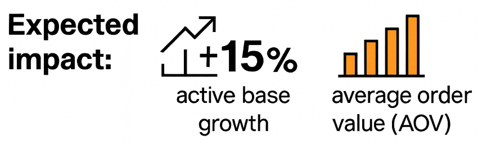 Expected
impact:
+15%
active base
growth
average order
value (AOV)